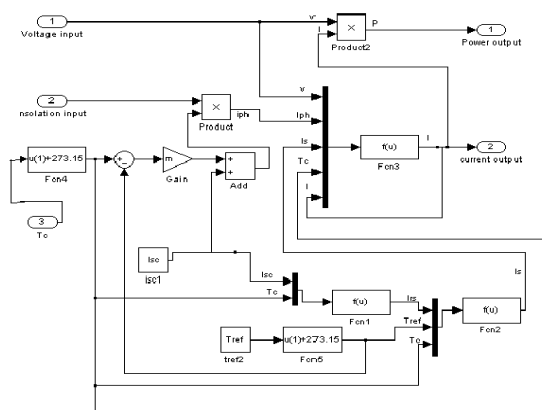 1
Voltage input
v'
I
×
Product2
P
1
Power output
2
nsolation input
×
Product
iph
v
Iph
Is
Tc
I
f(u)
Fcn3
I
2
current output
u(1)+273.15
Fcn4
3
Tc
+
-
m
Gain
+
+
Add
Isc
isc1
Isc
Tc
f(u)
Fcn1
Irs
Tref
Tc
f(u)
Fcn2
Is
Tref
tref2
u(1)+273.15
Fcn5